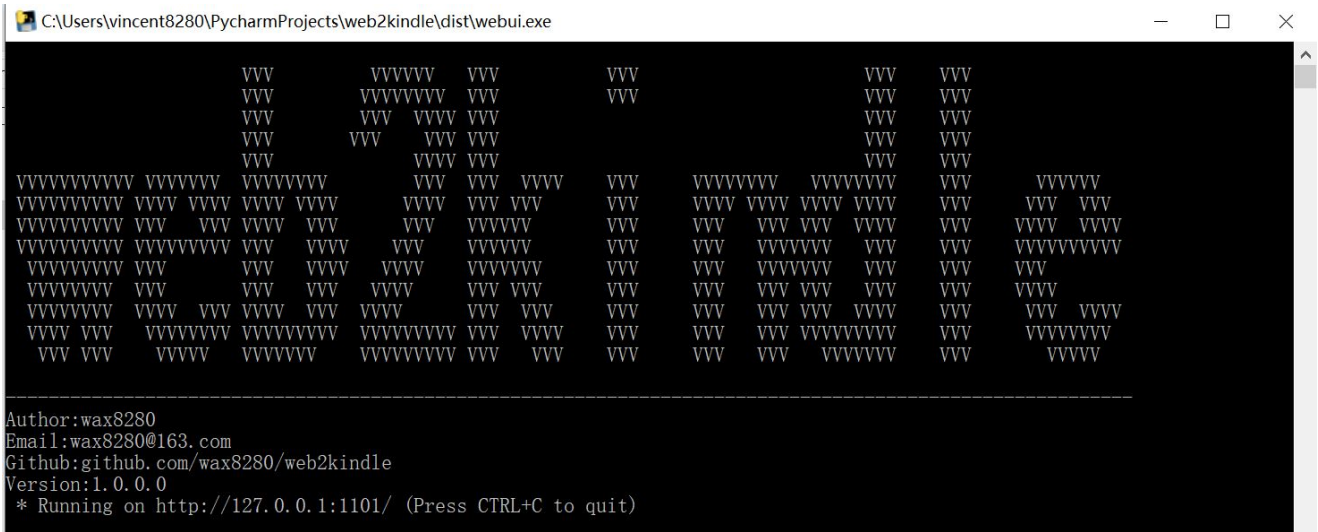 C:\Users\vincent8280\PycharmProjects\web2kindle\dist\webui.exe
web2kindle
Author:wax8280
Email:wax8280@163.com
Github:github.com/wax8280/web2kindle
Version:1.0.0.0
* Running on http://127.0.0.1:1101/ (Press CTRL+C to quit)